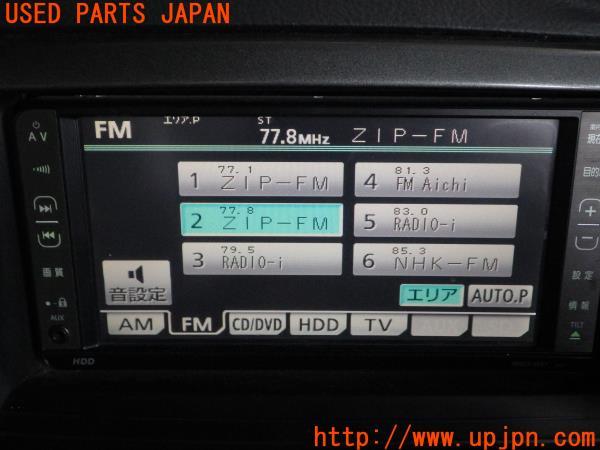 USED PARTS JAPAN
FM エリア.P ST 77.8MHz ZIP-FM
AV
77.1
1 ZIP-FM
81.3
4 FM Aichi
77.8
2 ZIP-FM
83.0
5 RADIO-i
79.5
3 RADIO-i
85.3
6 NHK-FM
画質
音設定
エリア AUTO.P
AUX
AM FM CD/DVD HDD TV
HDD
+
−
設定
情報
TILT
http://www.upjpn.com